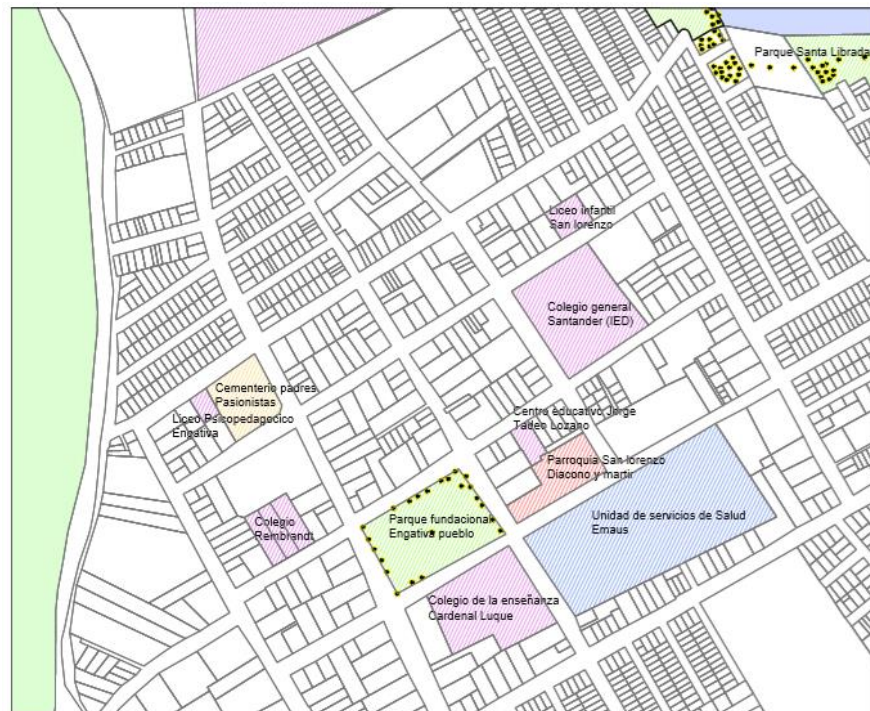 Parque Santa Librada
Liceo infantil
San lorenzo
Colegio general
Santander (IED)
Cementerio padres
Pasionistas
Liceo Psicopedagocico
Engativa
Centro educativo Jorge
Tadeo Lozano
Parroquia San lorenzo
Diacono y martir
Unidad de servicios de Salud
Emaus
Colegio
Rembrandt
Parque fundacional
Engativa pueblo
Colegio de la enseñanza
Cardenal Luque